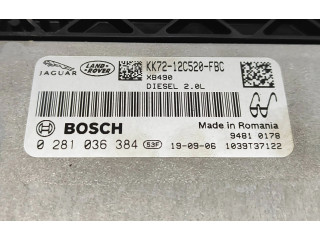 JAGUAR
LAND-ROVER
KK72-12C520-FBC
X8490
DIESEL 2.0L
BOSCH
Made in Romania
9481 0178
0 281 036 384 53F 19-09-06 1039T37122